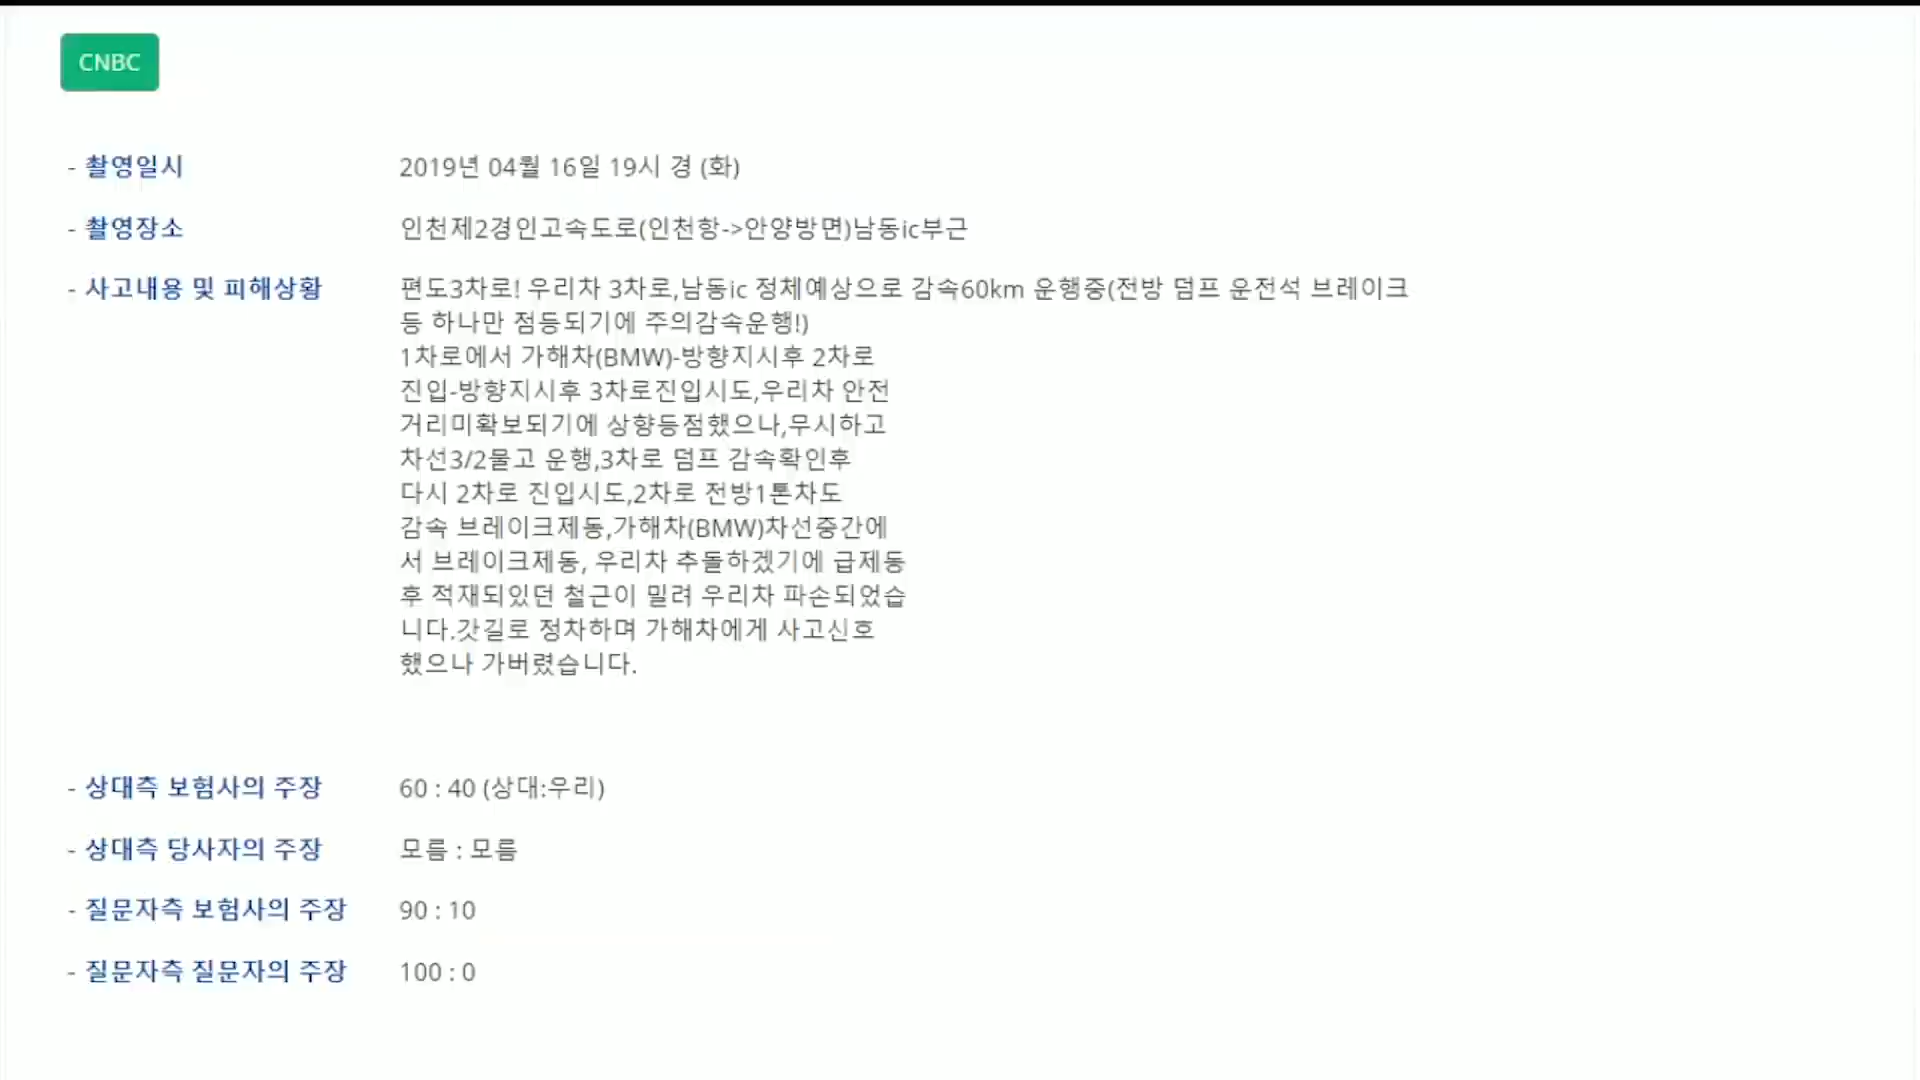 CNBC
- 촬영일시 2019년 04월 16일 19시 경 (화)
- 촬영장소 인천제2경인고속도로(인천항->안양방면)남동ic부근
- 사고내용 및 피해상황 편도3차로! 우리차 3차로,남동ic 정체예상으로 감속60km 운행중(전방 덤프 운전석 브레이크
등 하나만 점등되기에 주의감속운행!)
1차로에서 가해차(BMW)-방향지시후 2차로
진입-방향지시후 3차로진입시도,우리차 안전
거리미확보되기에 상향등점했으나,무시하고
차선3/2물고 운행,3차로 덤프 감속확인후
다시 2차로 진입시도,2차로 전방1톤차도
감속 브레이크제동,가해차(BMW)차선중간에
서 브레이크제동, 우리차 추돌하겠기에 급제동
후 적재되있던 철근이 밀려 우리차 파손되었습
니다.갓길로 정차하며 가해차에게 사고신호
했으나 가버렸습니다.
- 상대측 보험사의 주장 60 : 40 (상대:우리)
- 상대측 당사자의 주장 모름 : 모름
- 질문자측 보험사의 주장 90 : 10
- 질문자측 질문자의 주장 100 : 0